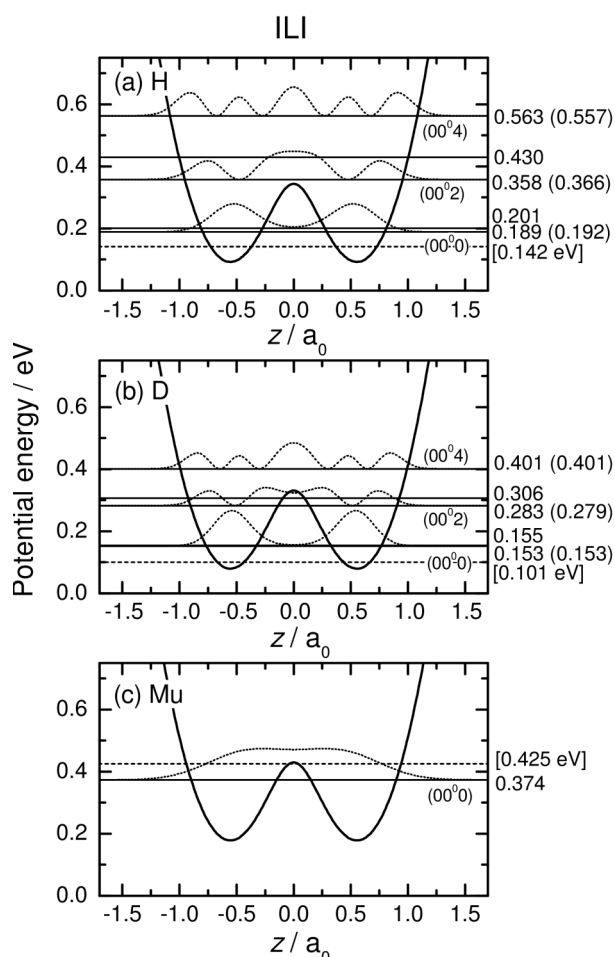 ILI
Potential energy / eV
(a) H
0.6
0.4
0.2
0.0
(00⁰4)
(00⁰2)
(00⁰0)
0.563 (0.557)
0.430
0.358 (0.366)
0.201
0.189 (0.192)
[0.142 eV]
-1.5 -1.0 -0.5 0.0 0.5 1.0 1.5
z / a₀
(b) D
0.6
0.4
0.2
0.0
(00⁰4)
(00⁰2)
(00⁰0)
0.401 (0.401)
0.306
0.283 (0.279)
0.155
0.153 (0.153)
[0.101 eV]
-1.5 -1.0 -0.5 0.0 0.5 1.0 1.5
z / a₀
(c) Mu
0.6
0.4
0.2
0.0
(00⁰0)
[0.425 eV]
0.374
-1.5 -1.0 -0.5 0.0 0.5 1.0 1.5
z / a₀